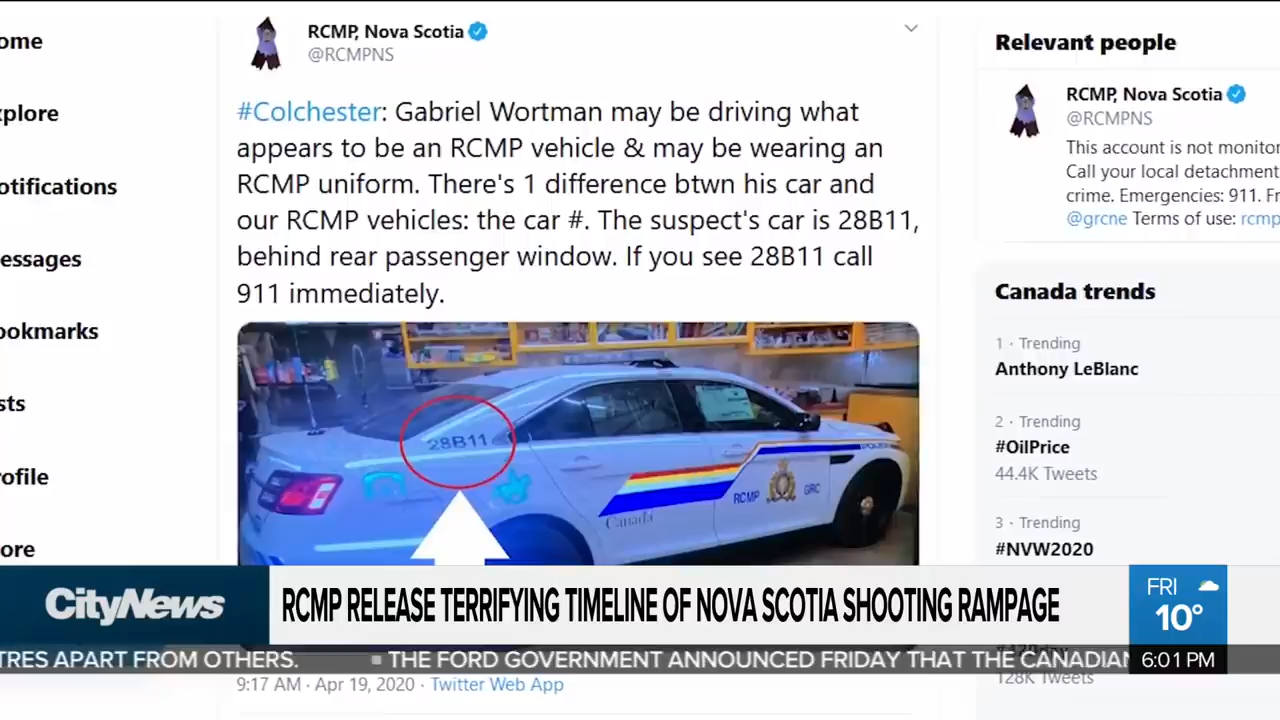 ome
xplore
otifications
essages
ookmarks
sts
rofile
ore
RCMP, Nova Scotia
@RCMPNS
#Colchester: Gabriel Wortman may be driving what
appears to be an RCMP vehicle & may be wearing an
RCMP uniform. There's 1 difference btwn his car and
our RCMP vehicles: the car #. The suspect's car is 28B11,
behind rear passenger window. If you see 28B11 call
911 immediately.
28B11
Canada
RCMP
GRC
POLICE
9:17 AM · Apr 19, 2020 · Twitter Web App
Relevant people
RCMP, Nova Scotia
@RCMPNS
This account is not monitor
Call your local detachment
crime. Emergencies: 911. Fr
@grcne Terms of use: rcmp
Canada trends
1 · Trending
Anthony LeBlanc
2 · Trending
#OilPrice
44.4K Tweets
3 · Trending
#NVW2020
128K Tweets
CityNews
RCMP RELEASE TERRIFYING TIMELINE OF NOVA SCOTIA SHOOTING RAMPAGE
FRI
10°
TRES APART FROM OTHERS. ▪ THE FORD GOVERNMENT ANNOUNCED FRIDAY THAT THE CANADIAN
6:01 PM